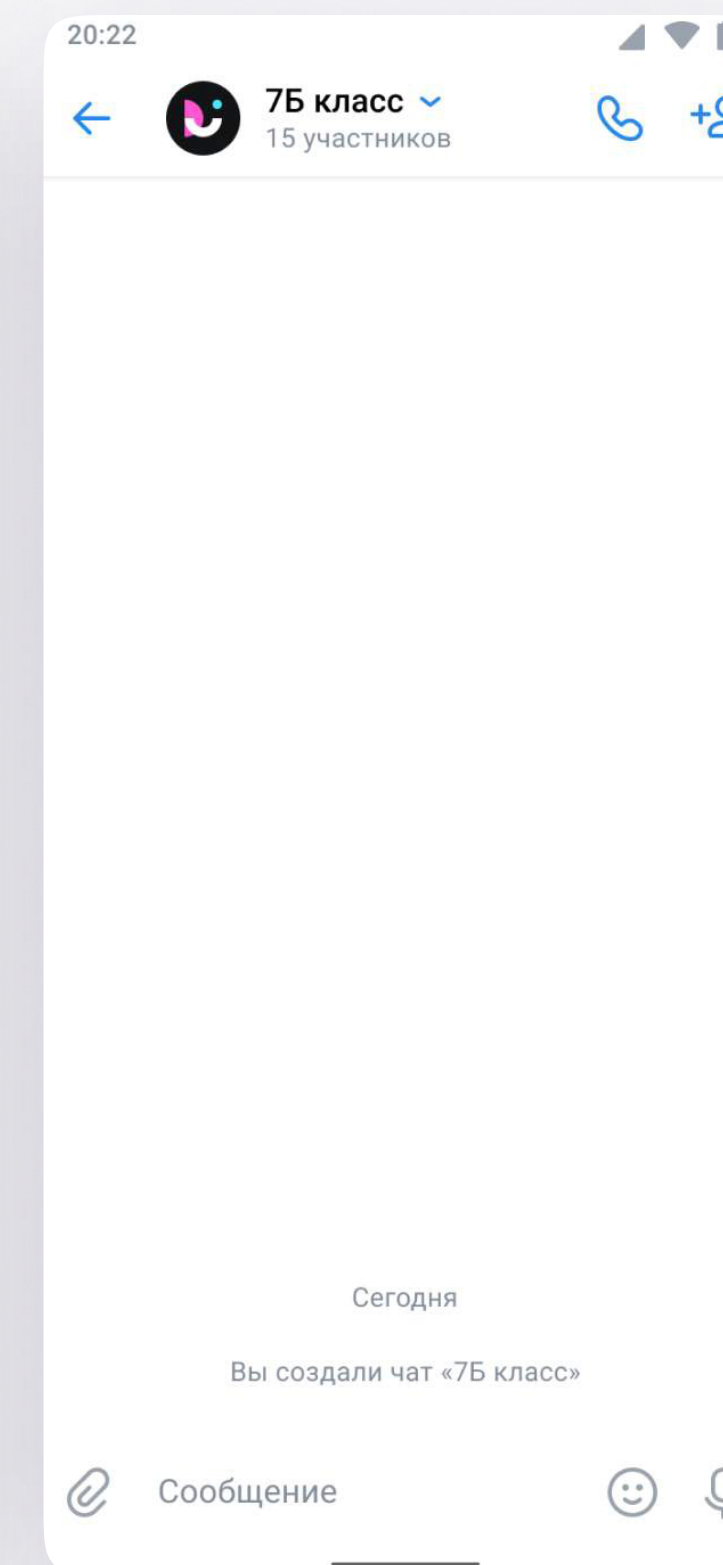 20:22
7Б класс
15 участников
Сегодня
Вы создали чат «7Б класс»
Сообщение